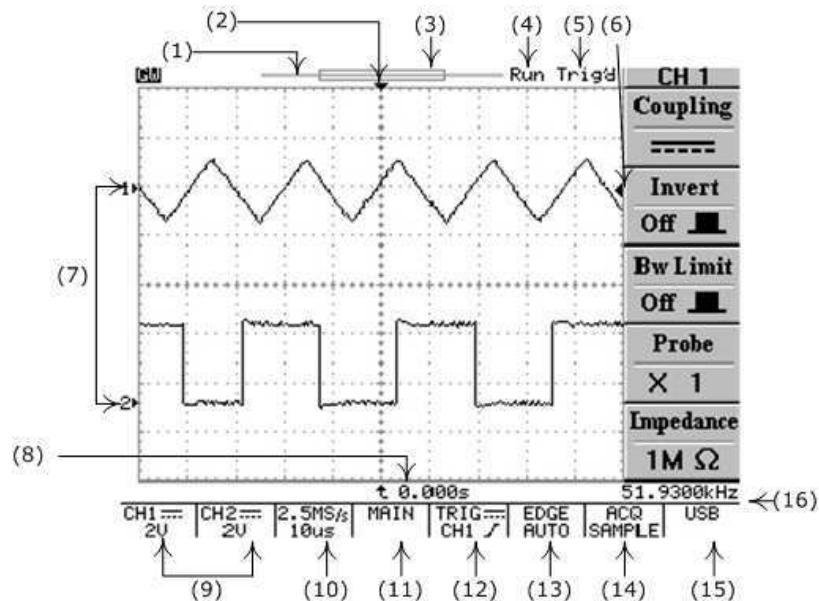 (2) (3) (4) (5) (6)
(1)
GW Run Trig'd CH 1
Coupling
1
Invert
Off
(7)
Bw Limit
Off
Probe
X 1
2
Impedance
1M Ω
(8)
t 0.000s 51.9300kHz
(16)
CH1 CH2 2.5MS/s MAIN TRIG EDGE ACQ USB
2V 2V 10us CH1 AUTO SAMPLE
(9) (10) (11) (12) (13) (14) (15)